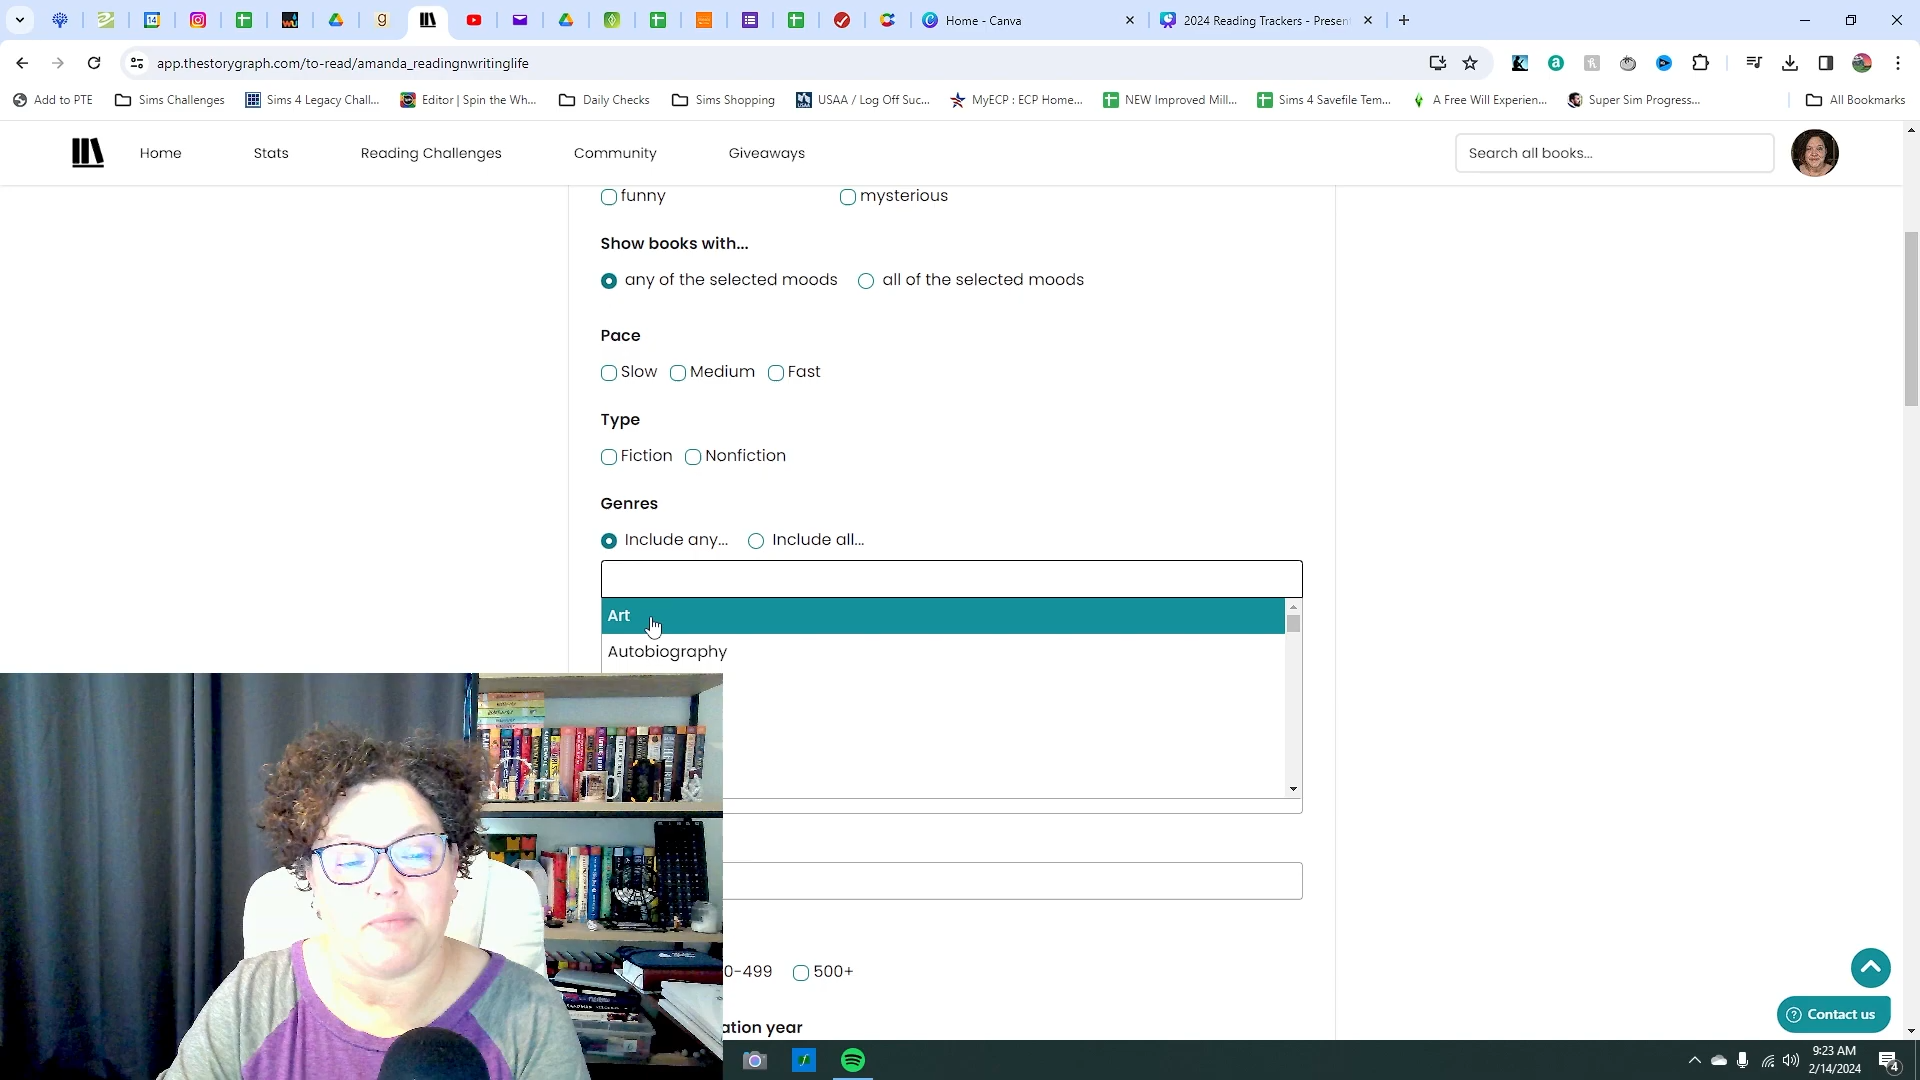 Home - Canva
2024 Reading Trackers - Presen
app.thestorygraph.com/to-read/amanda_readingnwritinglife
Add to PTE
Sims Challenges
Sims 4 Legacy Chall...
Editor | Spin the Wh...
Daily Checks
Sims Shopping
USAA / Log Off Suc...
MyECP : ECP Home...
NEW Improved Mill...
Sims 4 Savefile Tem...
A Free Will Experien...
Super Sim Progress...
All Bookmarks
Home
Stats
Reading Challenges
Community
Giveaways
Search all books...
funny
mysterious
Show books with...
any of the selected moods
all of the selected moods
Pace
Slow
Medium
Fast
Type
Fiction
Nonfiction
Genres
Include any...
Include all...
Art
Autobiography
0-499
500+
ation year
Contact us
9:23 AM
2/14/2024
4